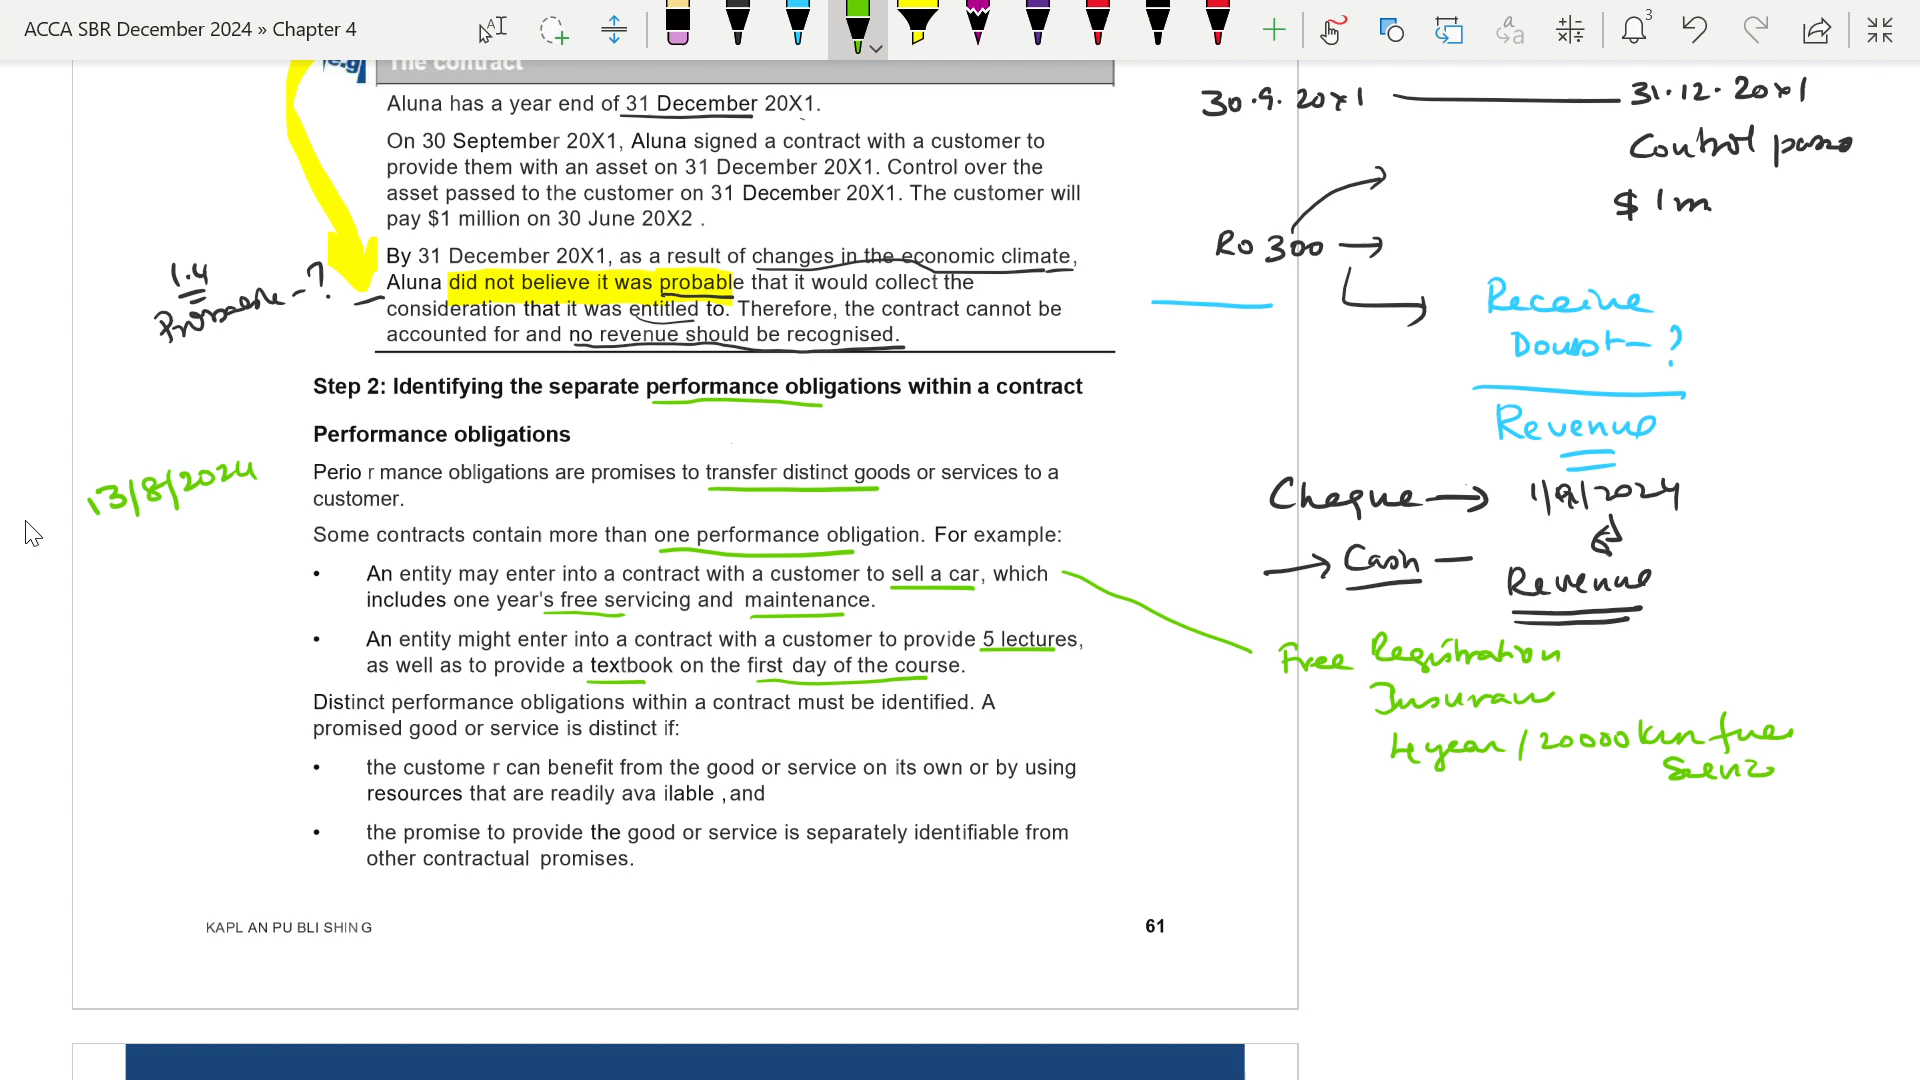 ACCA SBR December 2024 » Chapter 4
3
e.g
The contract
Aluna has a year end of 31 December 20X1.
On 30 September 20X1, Aluna signed a contract with a customer to
provide them with an asset on 31 December 20X1. Control over the
asset passed to the customer on 31 December 20X1. The customer will
pay $1 million on 30 June 20X2 .
By 31 December 20X1, as a result of changes in the economic climate,
Aluna did not believe it was probable that it would collect the
consideration that it was entitled to. Therefore, the contract cannot be
accounted for and no revenue should be recognised.
1.4
Step 2: Identifying the separate performance obligations within a contract
Performance obligations
Perio r mance obligations are promises to transfer distinct goods or services to a
customer.
13/8/2024
Some contracts contain more than one performance obligation. For example:
• An entity may enter into a contract with a customer to sell a car, which
includes one year's free servicing and maintenance.
• An entity might enter into a contract with a customer to provide 5 lectures,
as well as to provide a textbook on the first day of the course.
Distinct performance obligations within a contract must be identified. A
promised good or service is distinct if:
• the custome r can benefit from the good or service on its own or by using
resources that are readily ava ilable , and
• the promise to provide the good or service is separately identifiable from
other contractual promises.
KAPL AN PU BLI SHIN G
61
30.9.20x1 31.12.20x1
Control
$ 1m
Ro 300
Receive
Doubt - ?
Revenue
Cheque
Cash
Revenue
Free Registration
4 year / 20000 km free